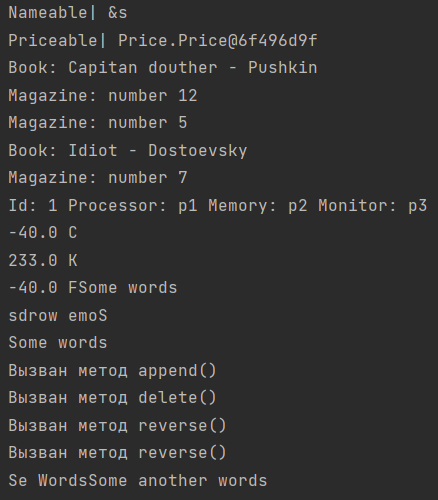 Nameable| &s
Priceable| Price.Price@6f496d9f
Book: Capitan douther - Pushkin
Magazine: number 12
Magazine: number 5
Book: Idiot - Dostoevsky
Magazine: number 7
Id: 1 Processor: p1 Memory: p2 Monitor: p3
-40.0 C
233.0 K
-40.0 FSome words
sdrow emoS
Some words
Вызван метод append()
Вызван метод delete()
Вызван метод reverse()
Вызван метод reverse()
Se WordsSome another words